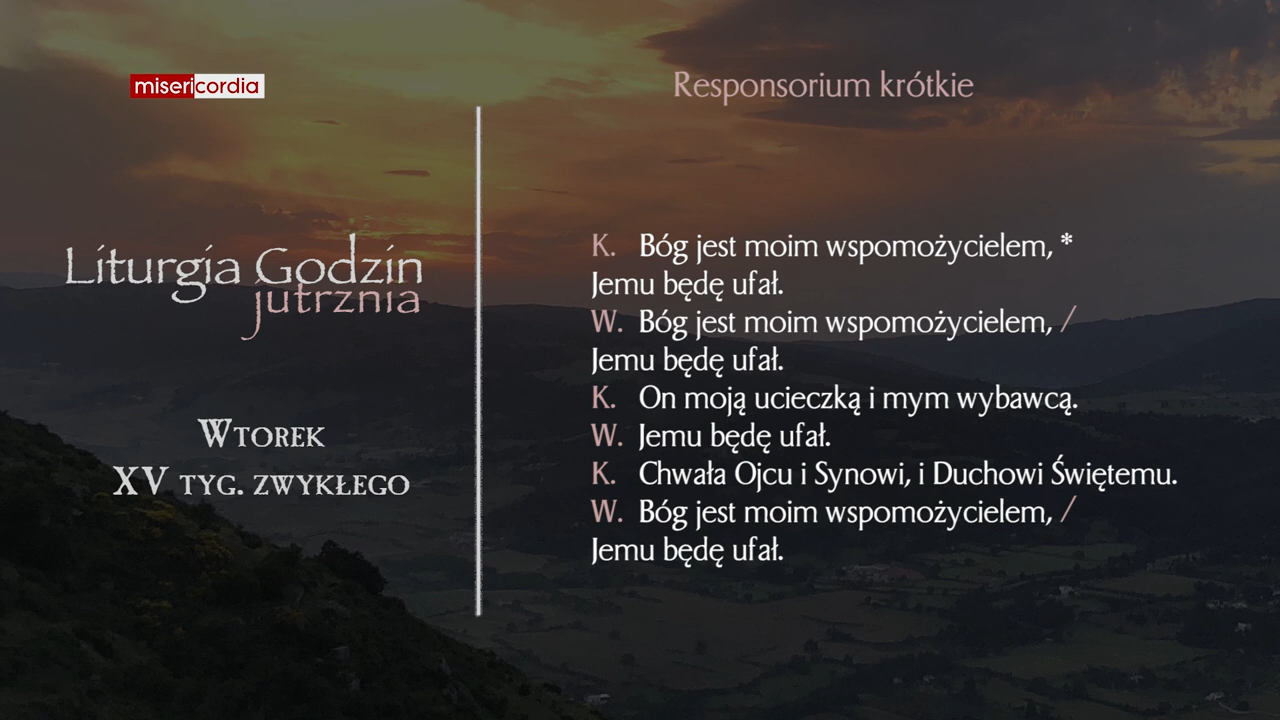 misericordia
Liturgia Godzin
jutrznia
Wtorek
XV tyg. zwykłego
Responsorium krótkie
K. Bóg jest moim wspomożycielem, *
Jemu będę ufał.
W. Bóg jest moim wspomożycielem, /
Jemu będę ufał.
K. On moją ucieczką i mym wybawcą.
W. Jemu będę ufał.
K. Chwała Ojcu i Synowi, i Duchowi Świętemu.
W. Bóg jest moim wspomożycielem, /
Jemu będę ufał.